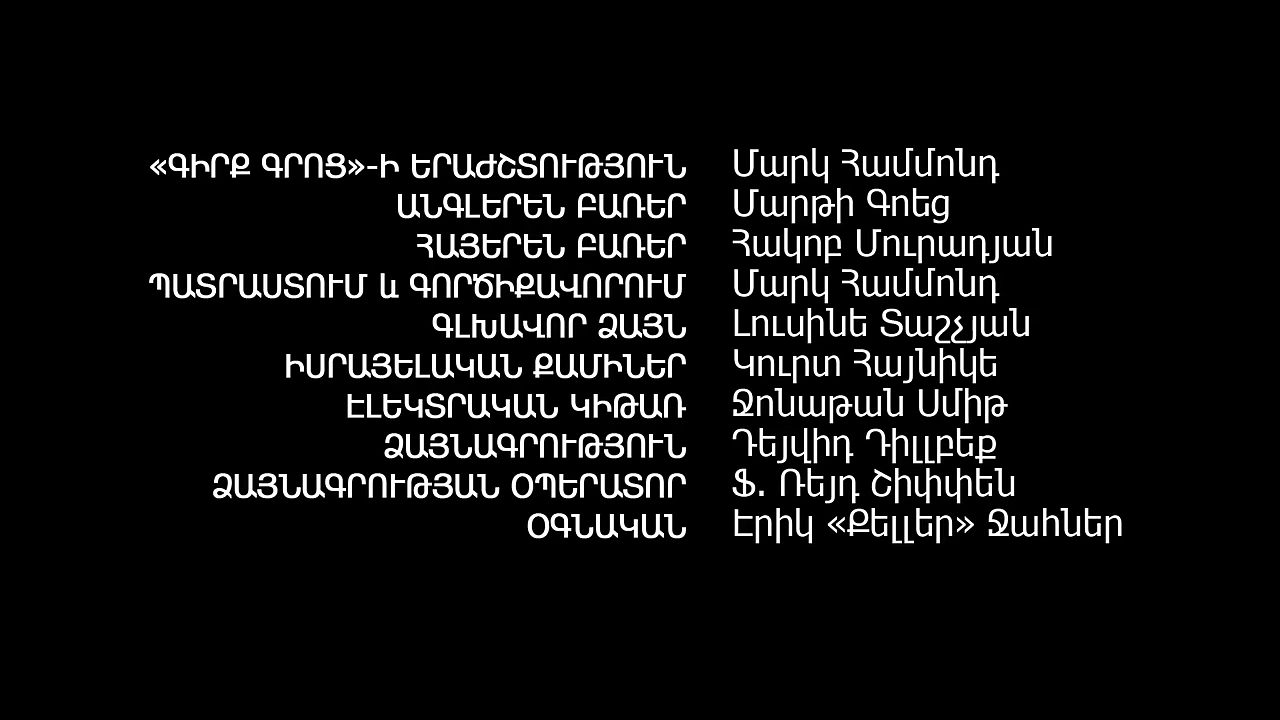 «ԳԻՐՔ ԳՐՈՑ»-Ի ԵՐԱԺՇՏՈՒԹՅՈՒՆ Մարկ Համմոնդ
ԱՆԳԼԵՐԵՆ ԲԱՌԵՐ Մարթի Գոեց
ՀԱՅԵՐԵՆ ԲԱՌԵՐ Հակոբ Մուրադյան
ՊԱՏՐԱՍՏՈՒՄ և ԳՈՐԾԻՔԱՎՈՐՈՒՄ Մարկ Համմոնդ
ԳԼԽԱՎՈՐ ՁԱՅՆ Լուսինե Տաշչյան
ԻՍՐԱՅԵԼԱԿԱՆ ՔԱՄԻՆԵՐ Կուրտ Հայնիկե
ԷԼԵԿՏՐԱԿԱՆ ԿԻԹԱՌ Ջոնաթան Սմիթ
ՁԱՅՆԱԳՐՈՒԹՅՈՒՆ Դեյվիդ Դիլլբեք
ՁԱՅՆԱԳՐՈՒԹՅԱՆ ՕՊԵՐԱՏՈՐ Ֆ. Ռեյդ Շիփփեն
ՕԳՆԱԿԱՆ Էրիկ «Քելլեր» Ջահներ